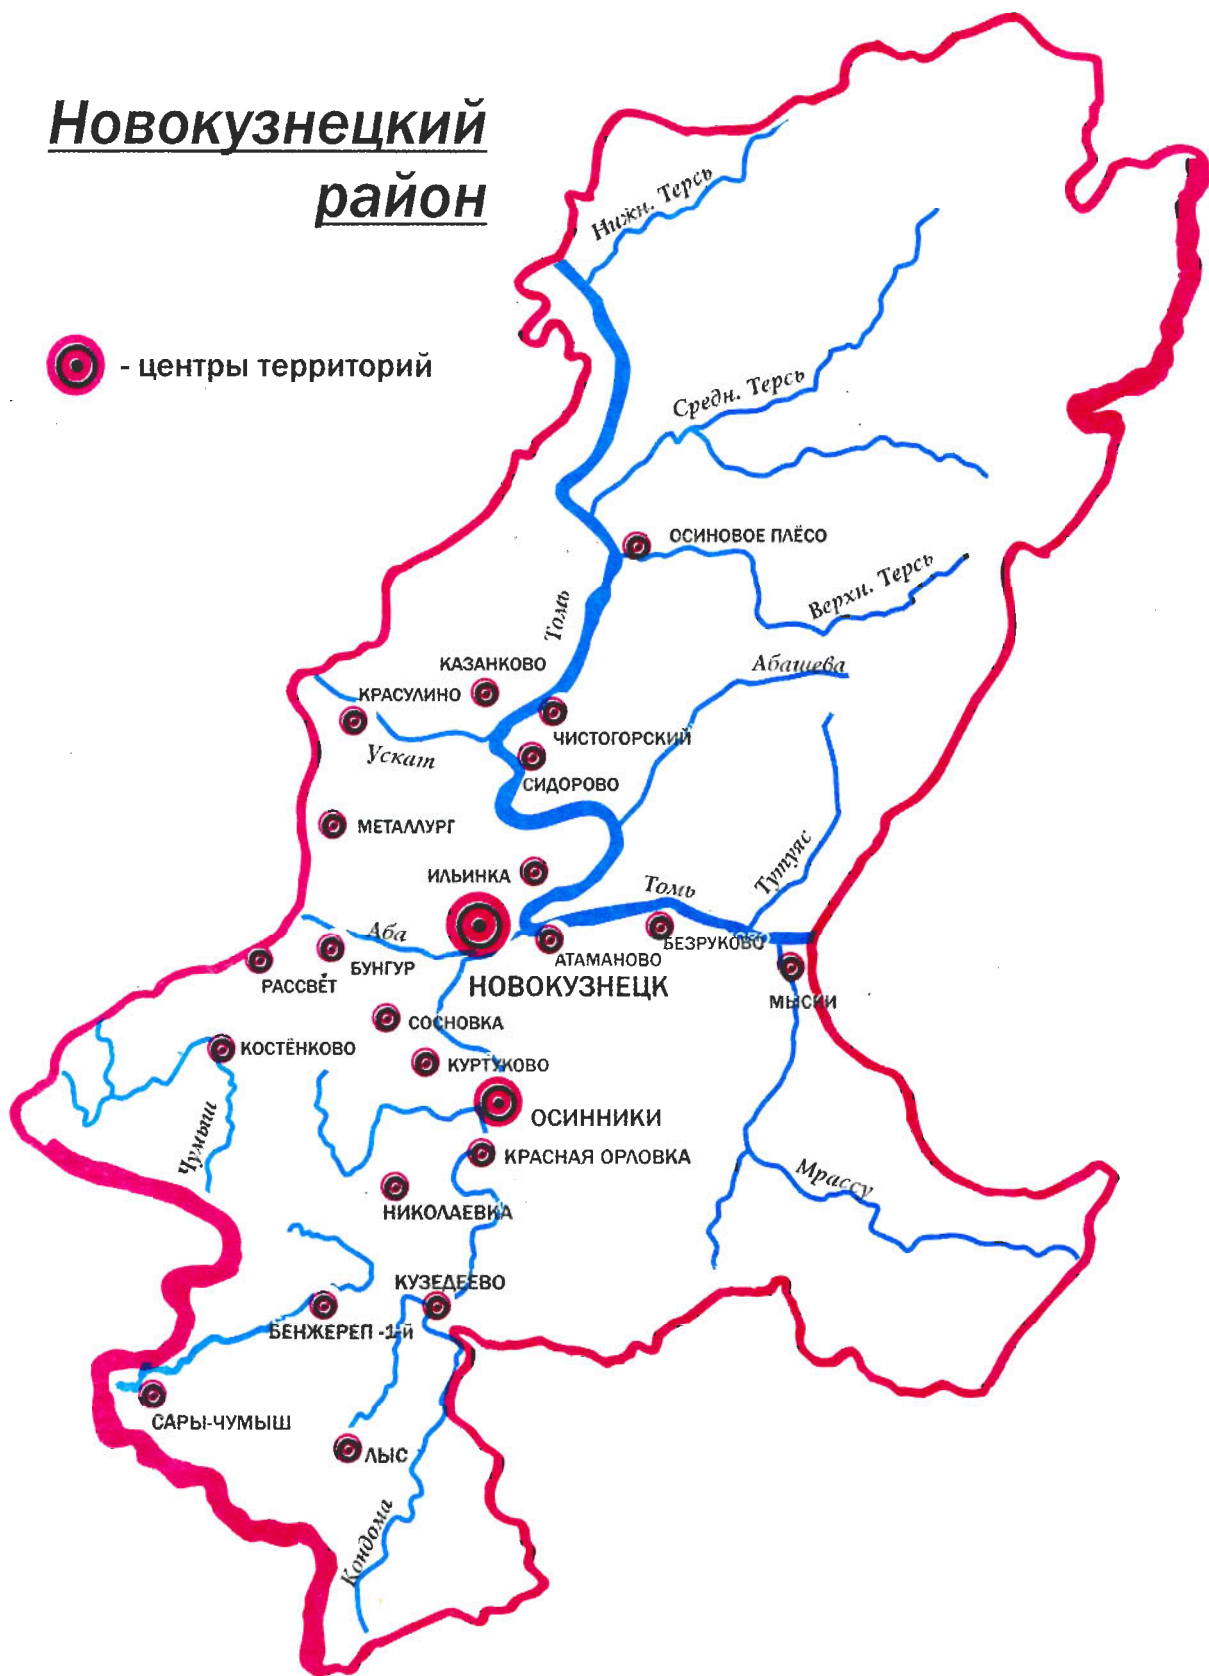 Новокузнецкий
район
- центры территорий
Нижн. Терсь
Средн. Терсь
ОСИНОВОЕ ПЛЁСО
Верхн. Терсь
Томь
КАЗАНКОВО
Абашева
КРАСУЛИНО
ЧИСТОГОРСКИЙ
Ускат
СИДОРОВО
МЕТАЛЛУРГ
ИЛЬИНКА
Томь
Тутуяс
Аба
БУНГУР
АТАМАНОВО
БЕЗРУКОВО
РАССВЕТ
НОВОКУЗНЕЦК
МЫСКИ
СОСНОВКА
КОСТЁНКОВО
КУРТУКОВО
ОСИННИКИ
Чумыш
КРАСНАЯ ОРЛОВКА
Мрассу
НИКОЛАЕВКА
КУЗЕДЕЕВО
БЕНЖЕРЕП -1-й
САРЫ-ЧУМЫШ
ЛЫС
Кондома